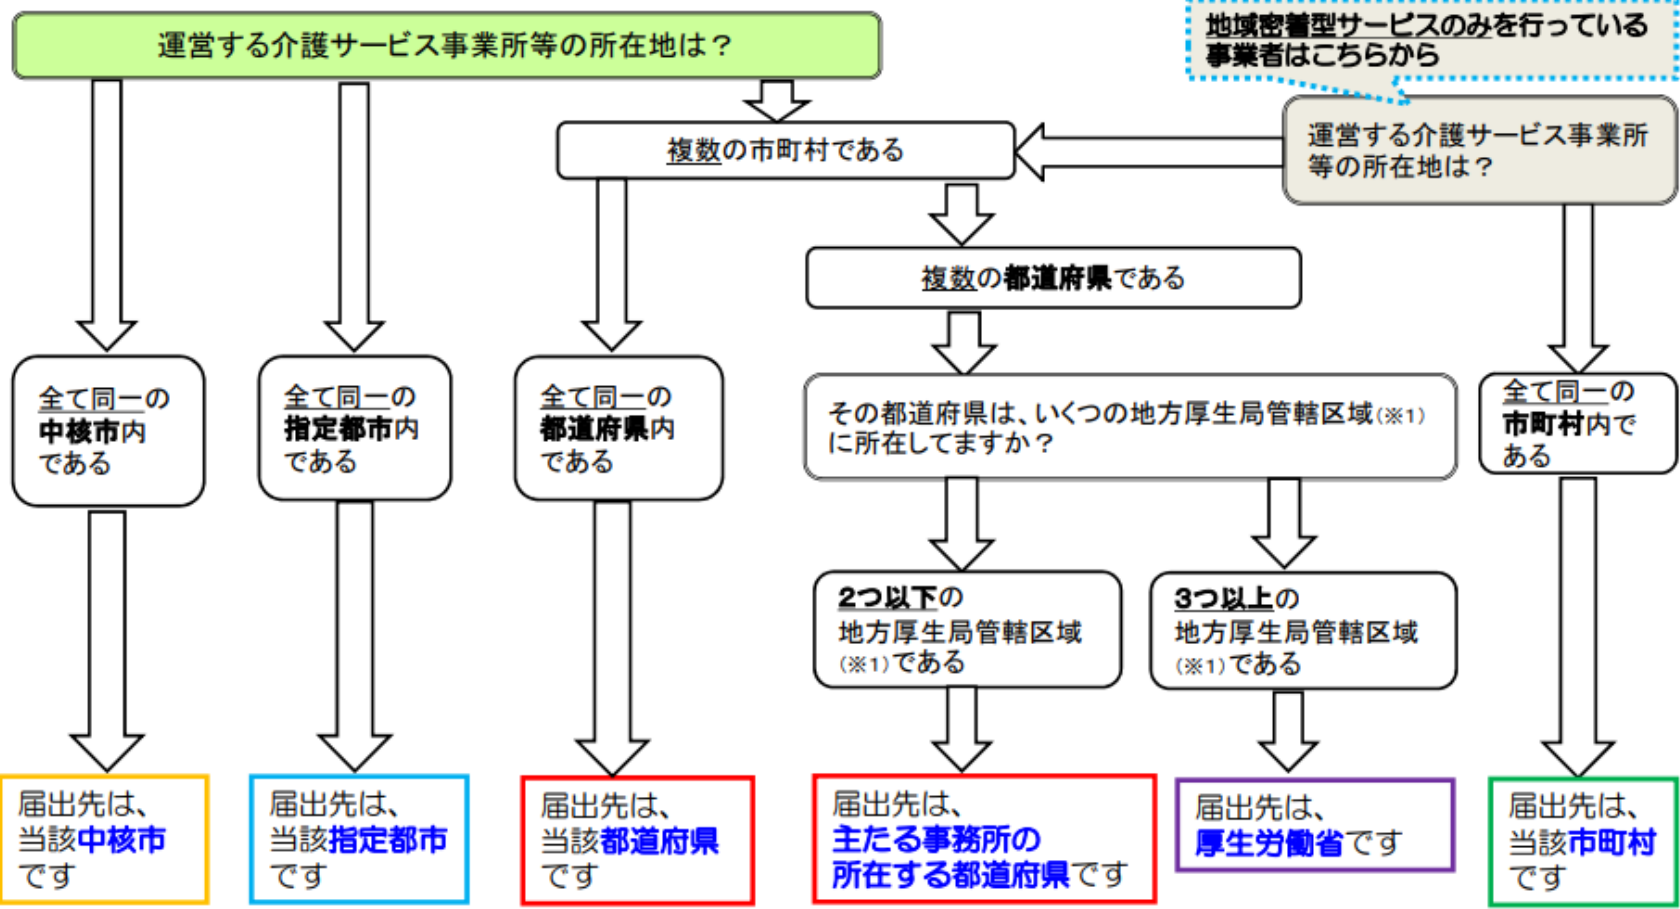 運営する介護サービス事業所等の所在地は？
地域密着型サービスのみを行っている
事業者はこちらから
運営する介護サービス事業所
等の所在地は？
複数の市町村である
複数の都道府県である
全て同一の
中核市内
である
全て同一の
指定都市内
である
全て同一の
都道府県内
である
その都道府県は、いくつの地方厚生局管轄区域(※1)
に所在してますか？
全て同一の
市町村内で
ある
2つ以下の
地方厚生局管轄区域
(※1)である
3つ以上の
地方厚生局管轄区域
(※1)である
届出先は、
当該中核市
です
届出先は、
当該指定都市
です
届出先は、
当該都道府県
です
届出先は、
主たる事務所の
所在する都道府県です
届出先は、
厚生労働省です
届出先は、
当該市町村
です